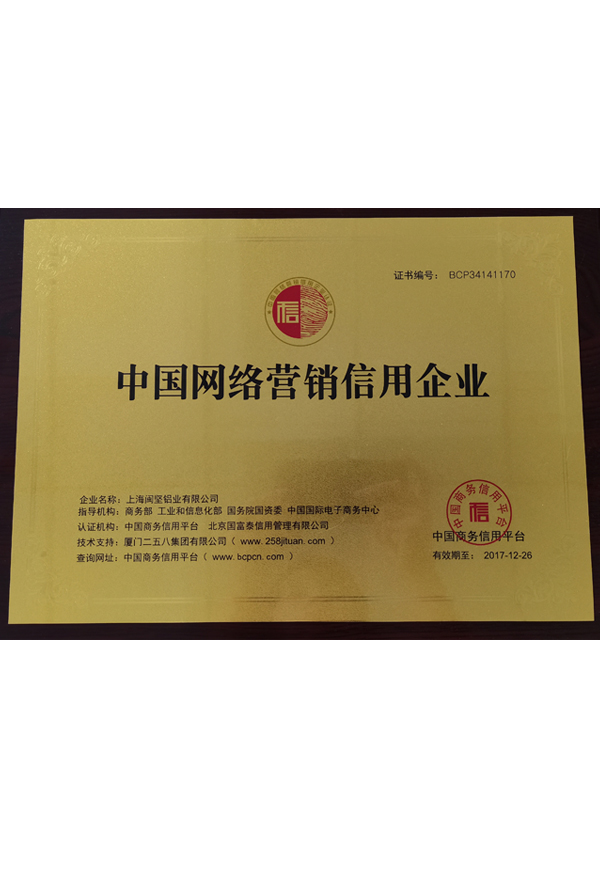 证书编号： BCP34141170
信
中国网络营销信用企业
企业名称：上海闽坚铝业有限公司
指导机构：商务部 工业和信息化部 国务院国资委 中国国际电子商务中心
认证机构：中国商务信用平台 北京国富泰信用管理有限公司
技术支持：厦门二五八集团有限公司（ www.258jituan.com ）
查询网址：中国商务信用平台（ www.bcpcn.com ）
中国商务信用平台
信
中国商务信用平台
有效期至： 2017-12-26